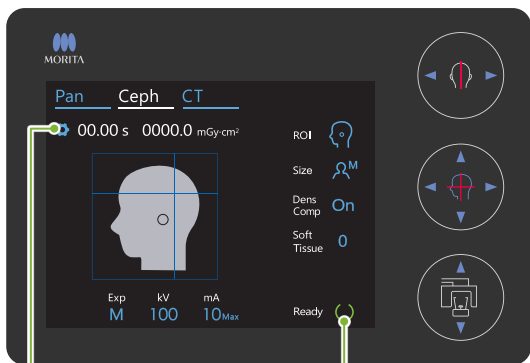 MORITA
Pan Ceph CT
00.00 s 0000.0 mGy·cm²
ROI
Size M
Dens
Comp On
Soft
Tissue 0
Exp kV mA
M 100 10Max
Ready